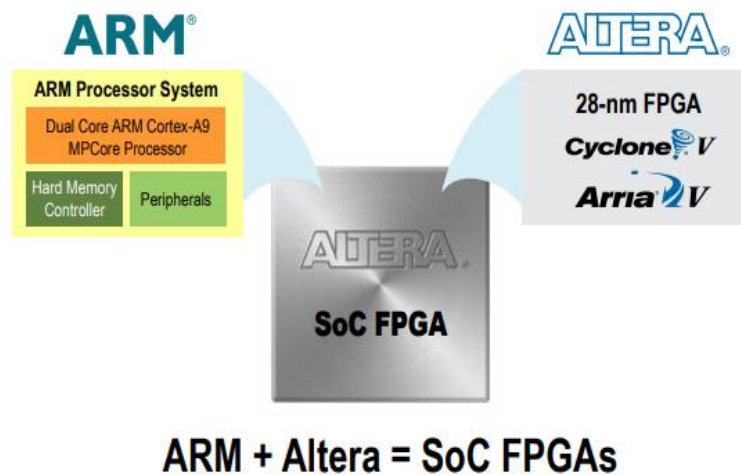 ARM®
ARM Processor System
Dual Core ARM Cortex-A9
MPCore Processor
Hard Memory
Controller
Peripherals
ALTERA®
28-nm FPGA
Cyclone® V
Arria® V
ALTERA®
SoC FPGA
ARM + Altera = SoC FPGAs